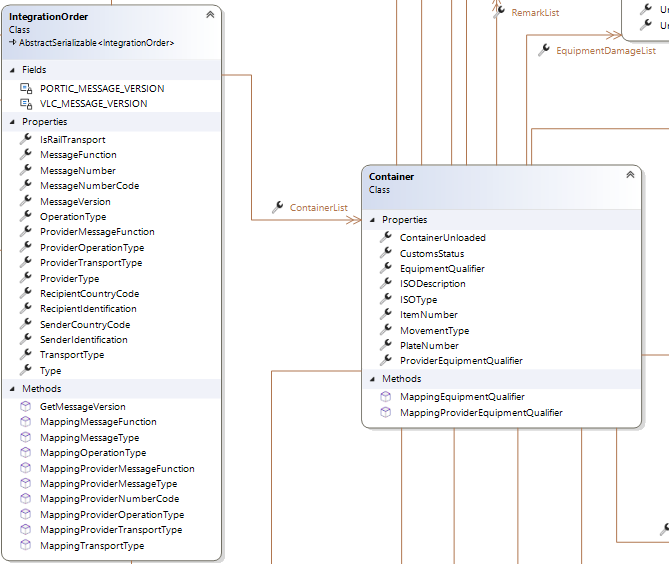 IntegrationOrder
Class
AbstractSerializable<IntegrationOrder>
Fields
PORTIC_MESSAGE_VERSION
VLC_MESSAGE_VERSION
Properties
IsRailTransport
MessageFunction
MessageNumber
MessageNumberCode
MessageVersion
OperationType
ProviderMessageFunction
ProviderOperationType
ProviderTransportType
ProviderType
RecipientCountryCode
RecipientIdentification
SenderCountryCode
SenderIdentification
TransportType
Type
Methods
GetMessageVersion
MappingMessageFunction
MappingMessageType
MappingOperationType
MappingProviderMessageFunction
MappingProviderMessageType
MappingProviderNumberCode
MappingProviderOperationType
MappingProviderTransportType
MappingTransportType
ContainerList
RemarkList
EquipmentDamageList
Container
Class
Properties
ContainerUnloaded
CustomsStatus
EquipmentQualifier
ISODescription
ISOType
ItemNumber
MovementType
PlateNumber
ProviderEquipmentQualifier
Methods
MappingEquipmentQualifier
MappingProviderEquipmentQualifier